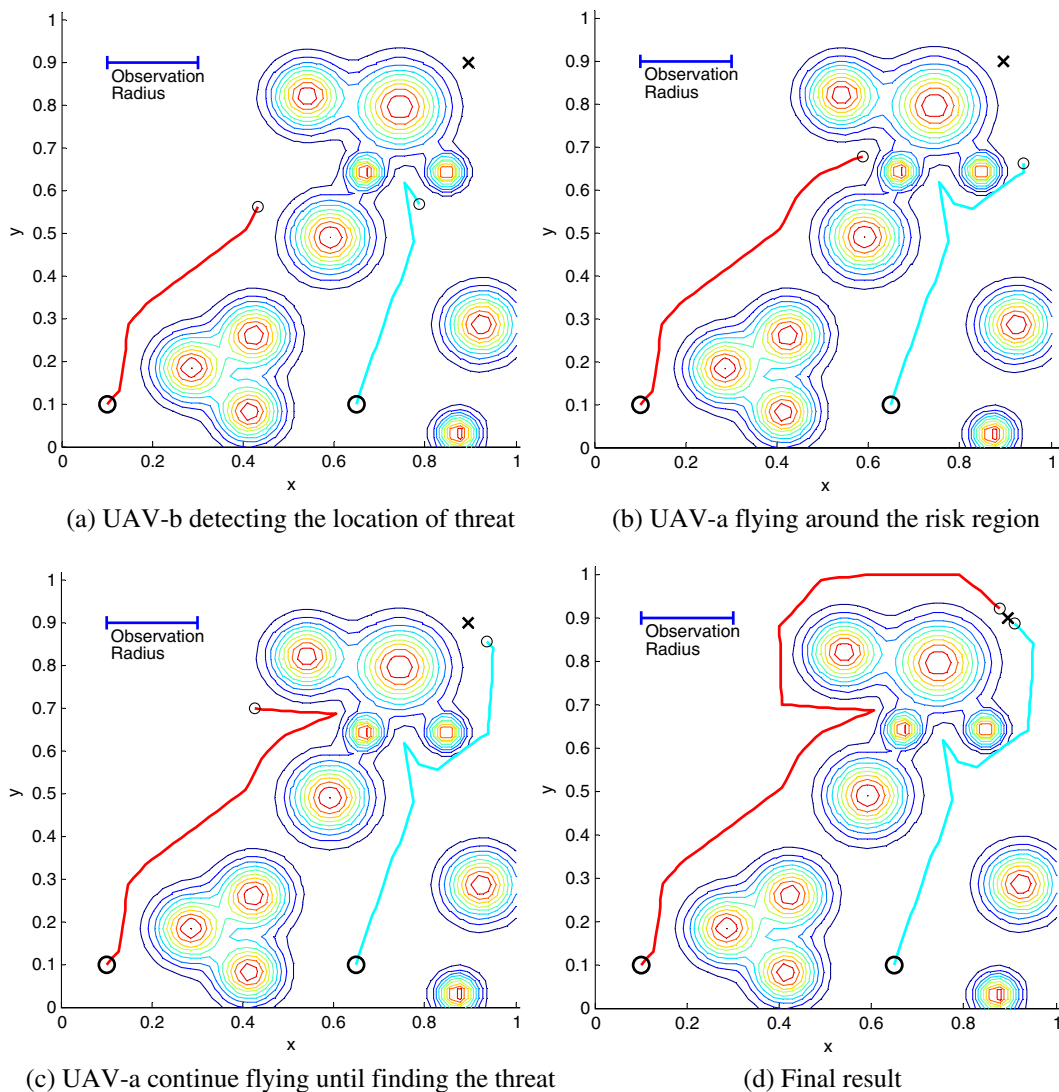 1
0.9
0.8
0.7
0.6
0.5
0.4
0.3
0.2
0.1
0
y
Observation
Radius
0 0.2 0.4 0.6 0.8 1
x
(a) UAV-b detecting the location of threat
1
0.9
0.8
0.7
0.6
0.5
0.4
0.3
0.2
0.1
0
y
Observation
Radius
0 0.2 0.4 0.6 0.8 1
x
(b) UAV-a flying around the risk region
1
0.9
0.8
0.7
0.6
0.5
0.4
0.3
0.2
0.1
0
y
Observation
Radius
0 0.2 0.4 0.6 0.8 1
x
(c) UAV-a continue flying until finding the threat
1
0.9
0.8
0.7
0.6
0.5
0.4
0.3
0.2
0.1
0
y
Observation
Radius
0 0.2 0.4 0.6 0.8 1
x
(d) Final result